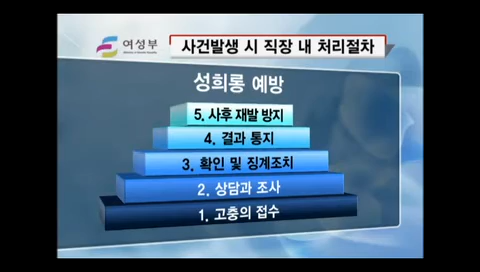 여성부
사건발생 시 직장 내 처리절차
성희롱 예방
5. 사후 재발 방지
4. 결과 통지
3. 확인 및 징계조치
2. 상담과 조사
1. 고충의 접수